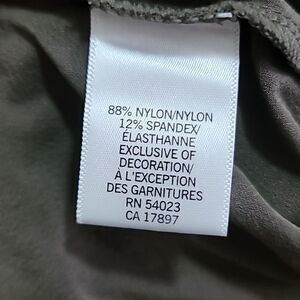 88% NYLON/NYLON
12% SPANDEX/
ÉLASTHANNE
EXCLUSIVE OF
DECORATION/
À L'EXCEPTION
DES GARNITURES
RN 54023
CA 17897